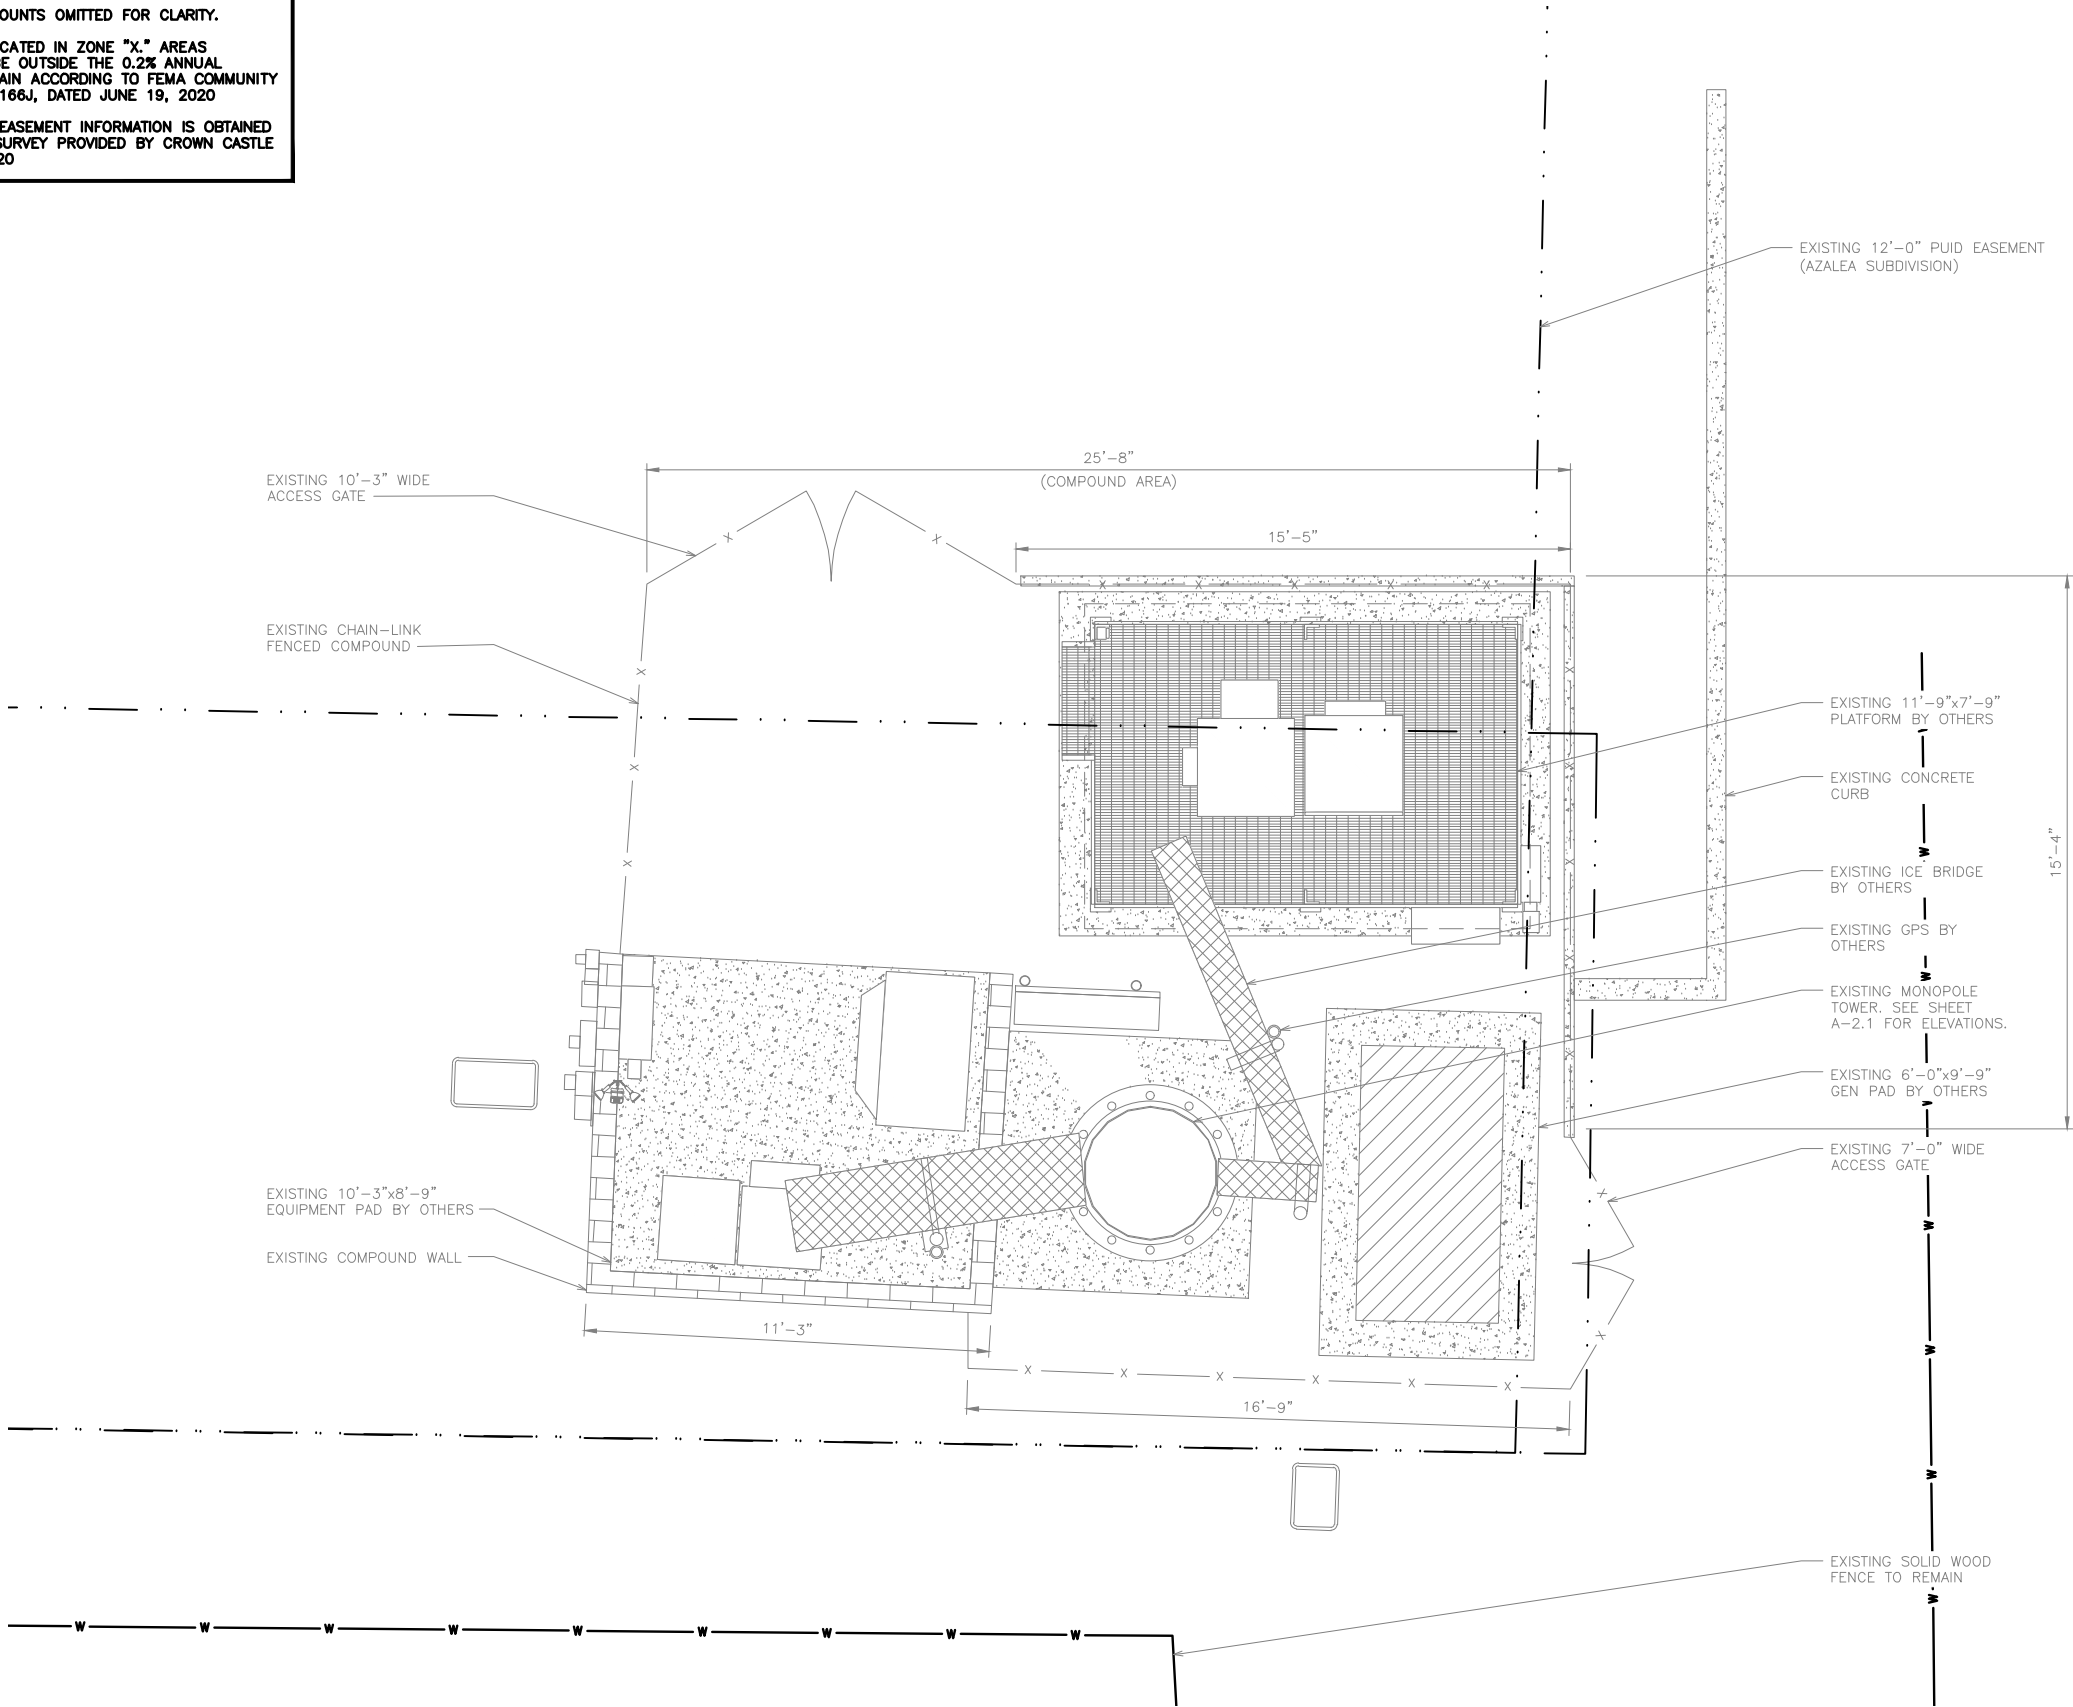 OUNTS OMITTED FOR CLARITY.
CATED IN ZONE "X." AREAS
E OUTSIDE THE 0.2% ANNUAL
AIN ACCORDING TO FEMA COMMUNITY
166J, DATED JUNE 19, 2020
EASEMENT INFORMATION IS OBTAINED
SURVEY PROVIDED BY CROWN CASTLE
20
EXISTING 12'-0" PUID EASEMENT
(AZALEA SUBDIVISION)
25'-8"
(COMPOUND AREA)
15'-5"
EXISTING 10'-3" WIDE
ACCESS GATE
EXISTING CHAIN-LINK
FENCED COMPOUND
EXISTING 11'-9"x7'-9"
PLATFORM BY OTHERS
EXISTING CONCRETE
CURB
15'-4"
EXISTING ICE BRIDGE
BY OTHERS
EXISTING GPS BY
OTHERS
EXISTING MONOPOLE
TOWER. SEE SHEET
A-2.1 FOR ELEVATIONS.
EXISTING 6'-0"x9'-9"
GEN PAD BY OTHERS
EXISTING 7'-0" WIDE
ACCESS GATE
EXISTING 10'-3"x8'-9"
EQUIPMENT PAD BY OTHERS
EXISTING COMPOUND WALL
11'-3"
16'-9"
EXISTING SOLID WOOD
FENCE TO REMAIN